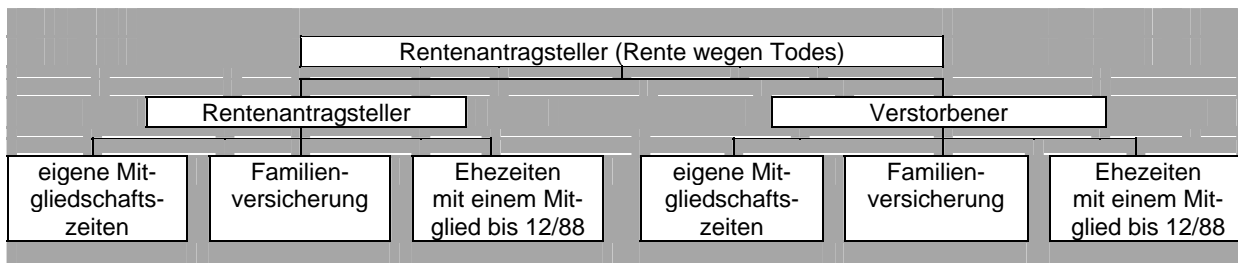 Rentenantragsteller (Rente wegen Todes)
Rentenantragsteller
Verstorbener
eigene Mit-
gliedschafts-
zeiten
Familien-
versicherung
Ehezeiten
mit einem Mit-
glied bis 12/88
eigene Mit-
gliedschafts-
zeiten
Familien-
versicherung
Ehezeiten
mit einem Mit-
glied bis 12/88